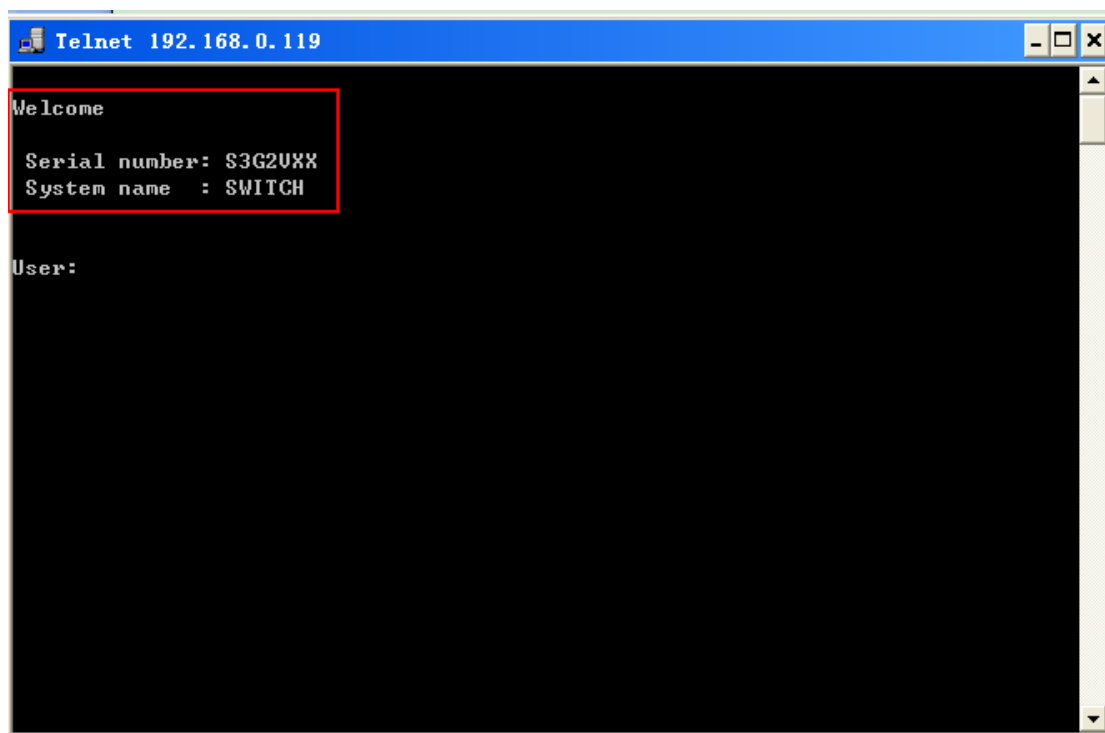 Telnet 192.168.0.119
Welcome
Serial number: S3G2VXX
System name : SWITCH
User: